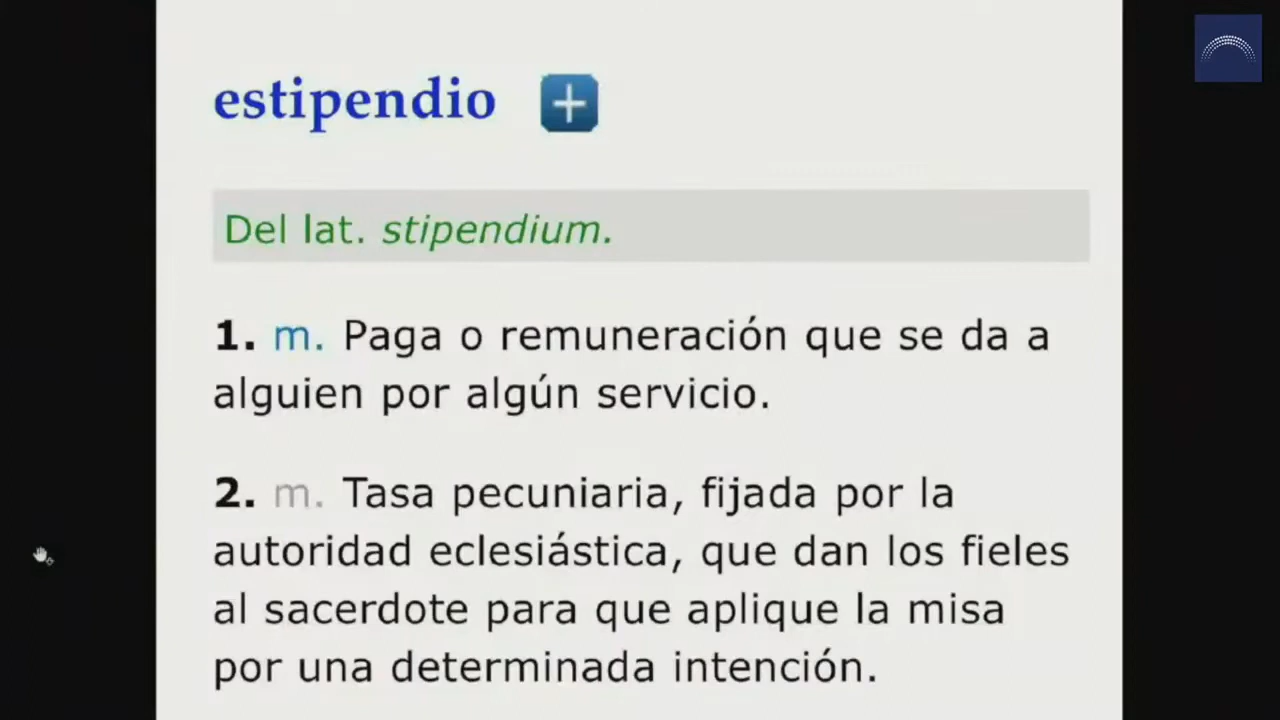 estipendio
Del lat. stipendium.
1. m. Paga o remuneración que se da a
alguien por algún servicio.
2. m. Tasa pecuniaria, fijada por la
autoridad eclesiástica, que dan los fieles
al sacerdote para que aplique la misa
por una determinada intención.